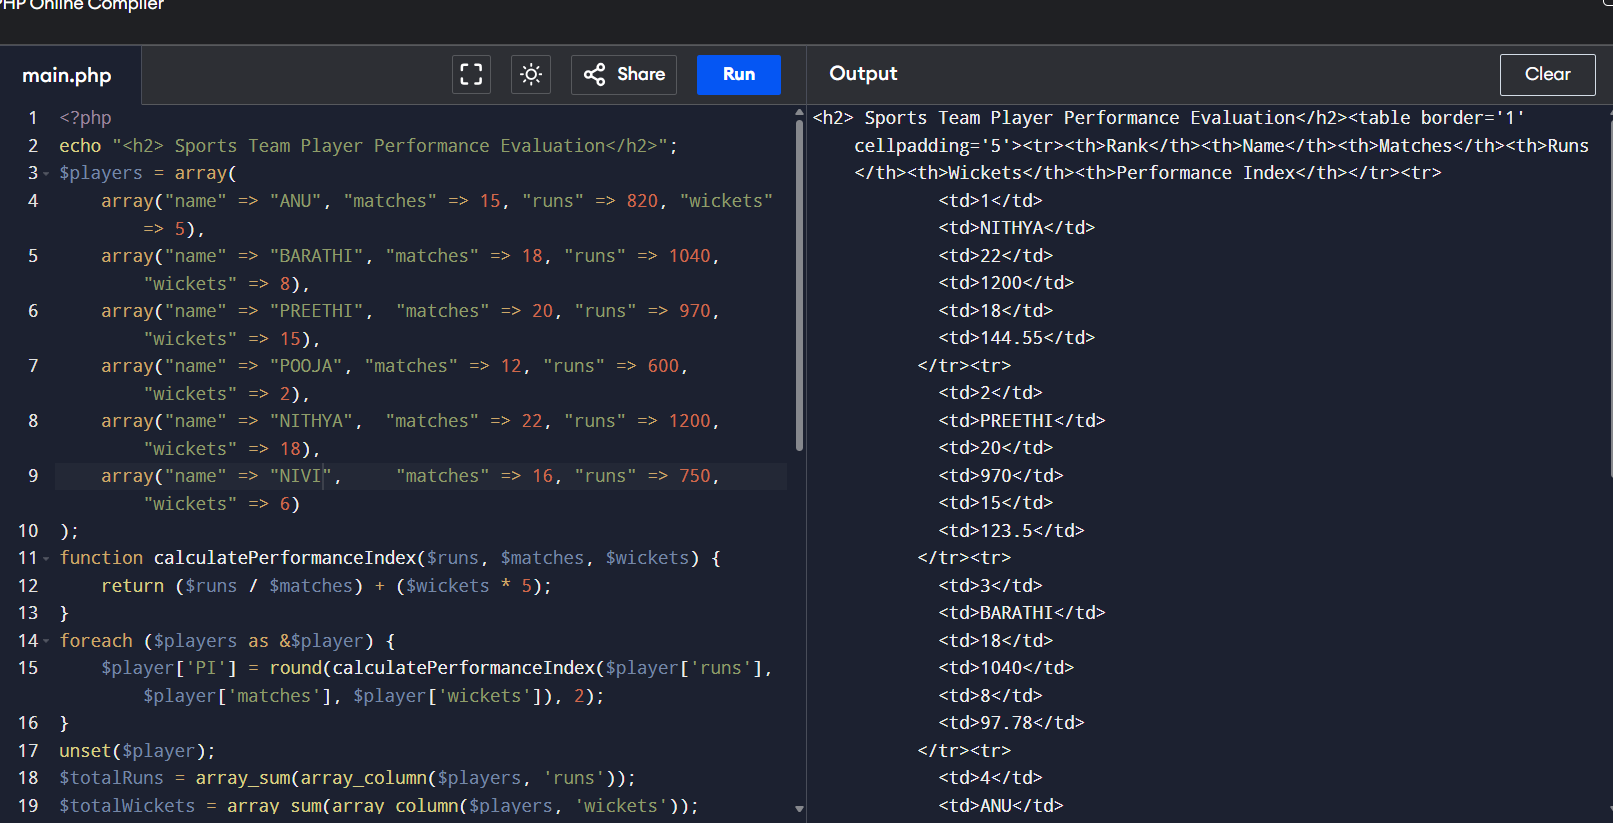 PHP Online Compiler
main.php
Share
Run
Output
Clear
1 <?php
2 echo "<h2> Sports Team Player Performance Evaluation</h2>";
3 $players = array(
4 array("name" => "ANU", "matches" => 15, "runs" => 820, "wickets"
=> 5),
5 array("name" => "BARATHI", "matches" => 18, "runs" => 1040,
"wickets" => 8),
6 array("name" => "PREETHI",  "matches" => 20, "runs" => 970,
"wickets" => 15),
7 array("name" => "POOJA", "matches" => 12, "runs" => 600,
"wickets" => 2),
8 array("name" => "NITHYA",  "matches" => 22, "runs" => 1200,
"wickets" => 18),
9 array("name" => "NIVI",     "matches" => 16, "runs" => 750,
"wickets" => 6)
10 );
11 function calculatePerformanceIndex($runs, $matches, $wickets) {
12 return ($runs / $matches) + ($wickets * 5);
13 }
14 foreach ($players as &$player) {
15 $player['PI'] = round(calculatePerformanceIndex($player['runs'],
$player['matches'], $player['wickets']), 2);
16 }
17 unset($player);
18 $totalRuns = array_sum(array_column($players, 'runs'));
19 $totalWickets = array_sum(array_column($players, 'wickets'));
<h2> Sports Team Player Performance Evaluation</h2><table border='1'
cellpadding='5'><tr><th>Rank</th><th>Name</th><th>Matches</th><th>Runs
</th><th>Wickets</th><th>Performance Index</th></tr><tr>
<td>1</td>
<td>NITHYA</td>
<td>22</td>
<td>1200</td>
<td>18</td>
<td>144.55</td>
</tr><tr>
<td>2</td>
<td>PREETHI</td>
<td>20</td>
<td>970</td>
<td>15</td>
<td>123.5</td>
</tr><tr>
<td>3</td>
<td>BARATHI</td>
<td>18</td>
<td>1040</td>
<td>8</td>
<td>97.78</td>
</tr><tr>
<td>4</td>
<td>ANU</td>